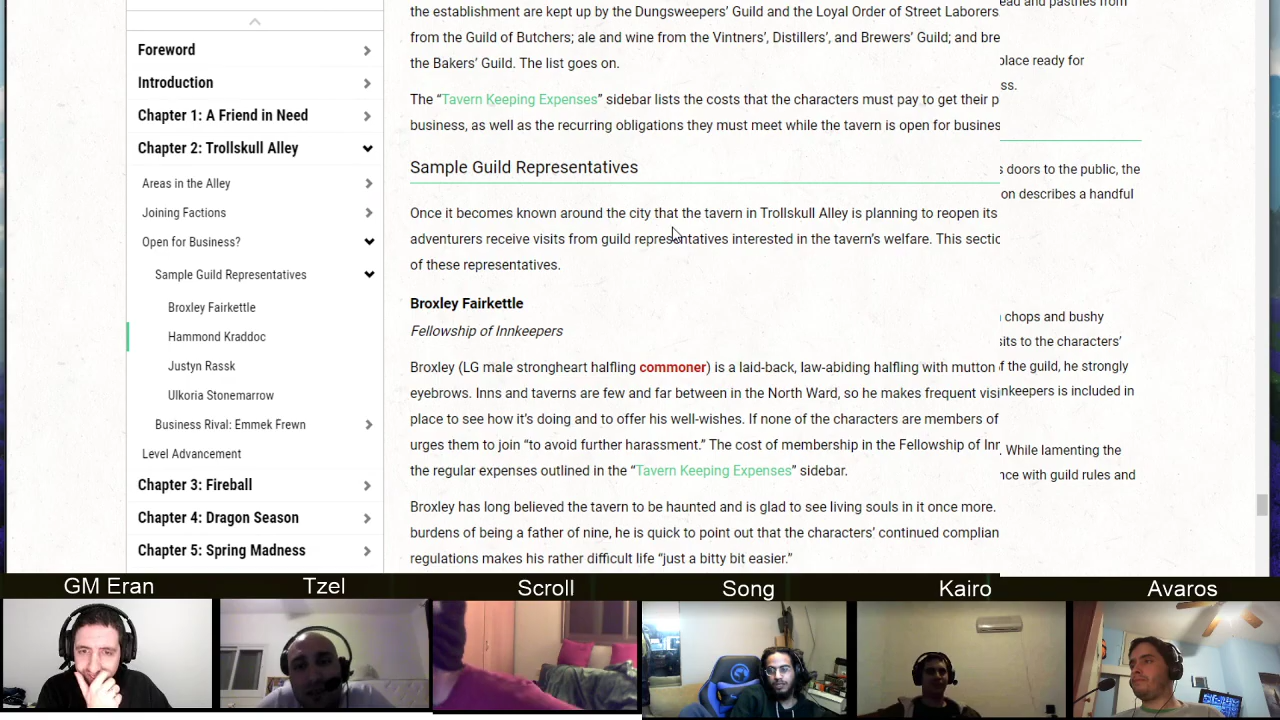 the establishment are kept up by the Dungsweepers' Guild and the Loyal Order of Street Laborers
ead and pastries from
from the Guild of Butchers; ale and wine from the Vintners', Distillers', and Brewers' Guild; and bre
the Bakers' Guild. The list goes on.
place ready for
ss.
The “Tavern Keeping Expenses” sidebar lists the costs that the characters must pay to get their p
business, as well as the recurring obligations they must meet while the tavern is open for busines
Foreword
Introduction
Chapter 1: A Friend in Need
Chapter 2: Trollskull Alley
Areas in the Alley
Joining Factions
Open for Business?
Sample Guild Representatives
Broxley Fairkettle
Hammond Kraddoc
Justyn Rassk
Ulkoria Stonemarrow
Business Rival: Emmek Frewn
Level Advancement
Chapter 3: Fireball
Chapter 4: Dragon Season
Chapter 5: Spring Madness
Sample Guild Representatives
Once it becomes known around the city that the tavern in Trollskull Alley is planning to reopen its
adventurers receive visits from guild representatives interested in the tavern's welfare. This sectio
of these representatives.
s doors to the public, the
on describes a handful
Broxley Fairkettle
Fellowship of Innkeepers
Broxley (LG male strongheart halfling commoner) is a laid-back, law-abiding halfling with mutton
eyebrows. Inns and taverns are few and far between in the North Ward, so he makes frequent visi
place to see how it's doing and to offer his well-wishes. If none of the characters are members of
urges them to join “to avoid further harassment.” The cost of membership in the Fellowship of Inr
the regular expenses outlined in the “Tavern Keeping Expenses” sidebar.
chops and bushy
sits to the characters'
f the guild, he strongly
nkeepers is included in
Broxley has long believed the tavern to be haunted and is glad to see living souls in it once more.
burdens of being a father of nine, he is quick to point out that the characters' continued complian
regulations makes his rather difficult life “just a bitty bit easier.”
. While lamenting the
nce with guild rules and
GM Eran
Tzel
Scroll
Song
Kairo
Avaros